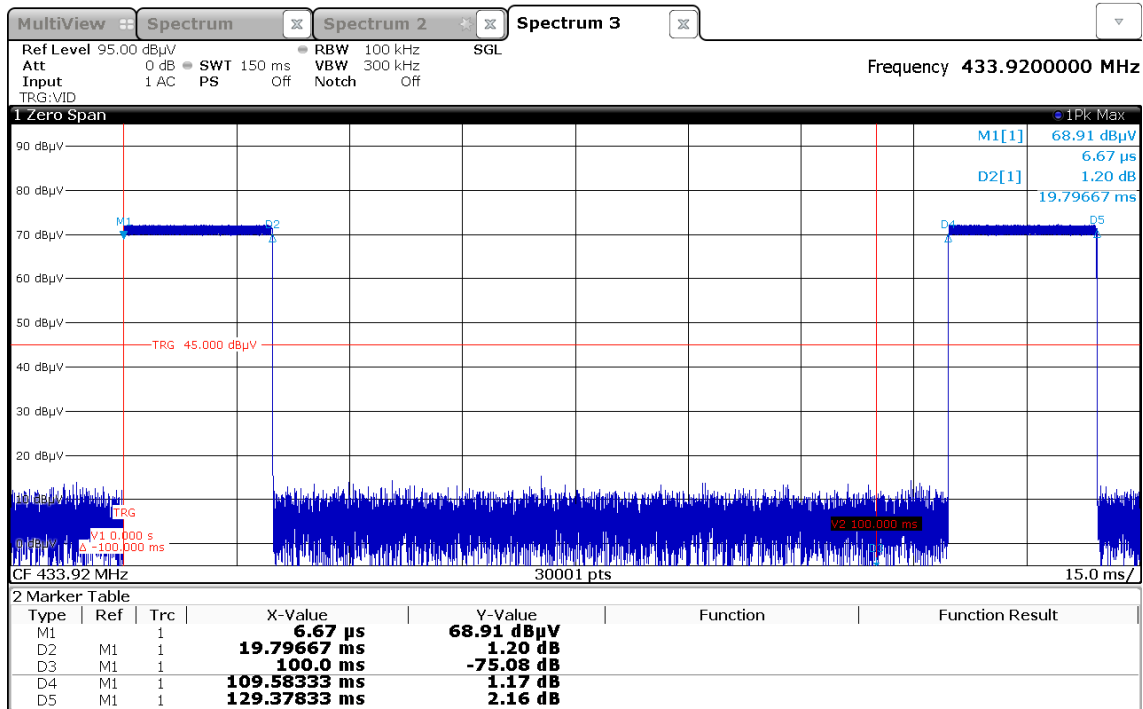 MultiView Spectrum Spectrum 2 Spectrum 3
Ref Level 95.00 dBµV RBW 100 kHz SGL
Att 0 dB SWT 150 ms VBW 300 kHz Frequency 433.9200000 MHz
Input 1 AC PS Off Notch Off
TRG:VID
1 Zero Span 1Pk Max
M1[1] 68.91 dBµV
6.67 µs
D2[1] 1.20 dB
19.79667 ms
90 dBµV
80 dBµV
M1 D2 D4 D5
70 dBµV
60 dBµV
50 dBµV
TRG 45.000 dBµV
40 dBµV
30 dBµV
20 dBµV
10 dBµV
TRG
V2 100.000 ms
V1 0.000 s
0 dBµV
-100.000 ms
CF 433.92 MHz 30001 pts 15.0 ms/
2 Marker Table
Type Ref Trc X-Value Y-Value Function Function Result
M1 1 6.67 µs 68.91 dBµV
D2 M1 1 19.79667 ms 1.20 dB
D3 M1 1 100.0 ms -75.08 dB
D4 M1 1 109.58333 ms 1.17 dB
D5 M1 1 129.37833 ms 2.16 dB